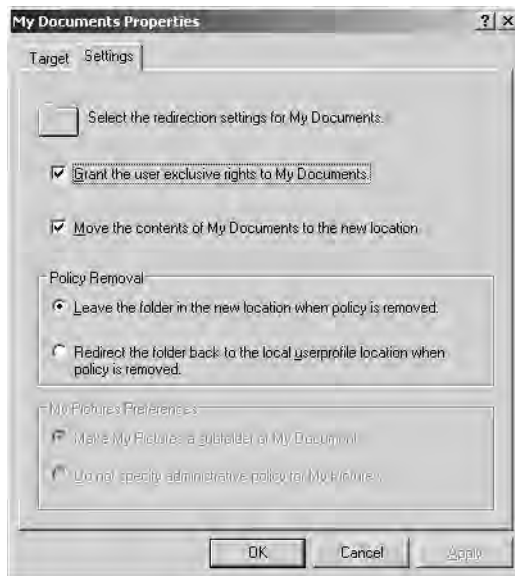 My Documents Properties
Target Settings
Select the redirection settings for My Documents.
Grant the user exclusive rights to My Documents.
Move the contents of My Documents to the new location.
Policy Removal
Leave the folder in the new location when policy is removed.
Redirect the folder back to the local userprofile location when
policy is removed.
My Pictures Preferences
Make My Pictures a subfolder of My Documents.
Do not specify administrative policy for My Pictures.
OK Cancel Apply